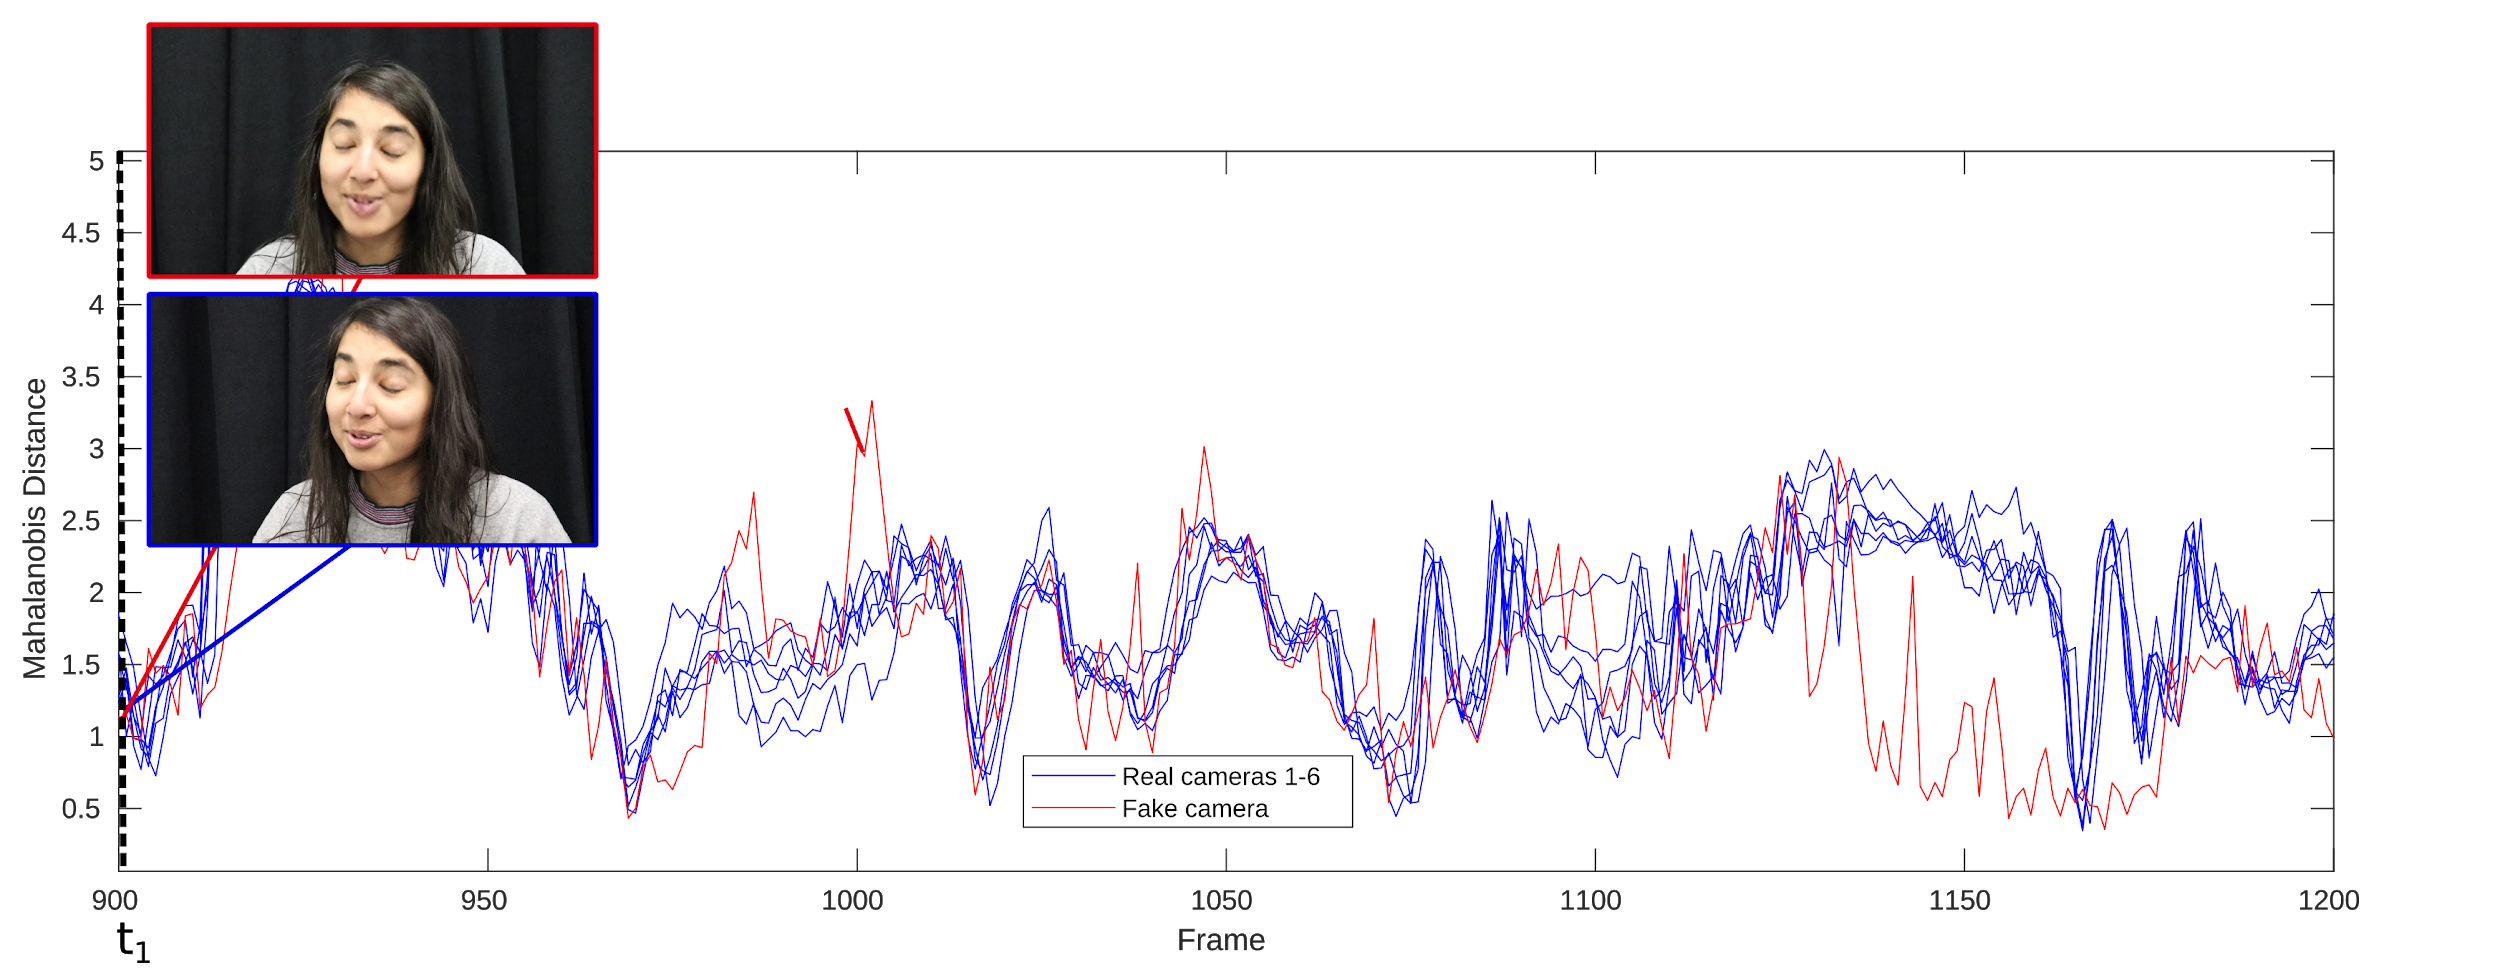 5
4.5
4
3.5
3
2.5
2
1.5
1
0.5
Mahalanobis Distance
Real cameras 1-6
Fake camera
900 950 1000 1050 1100 1150 1200
t1
Frame